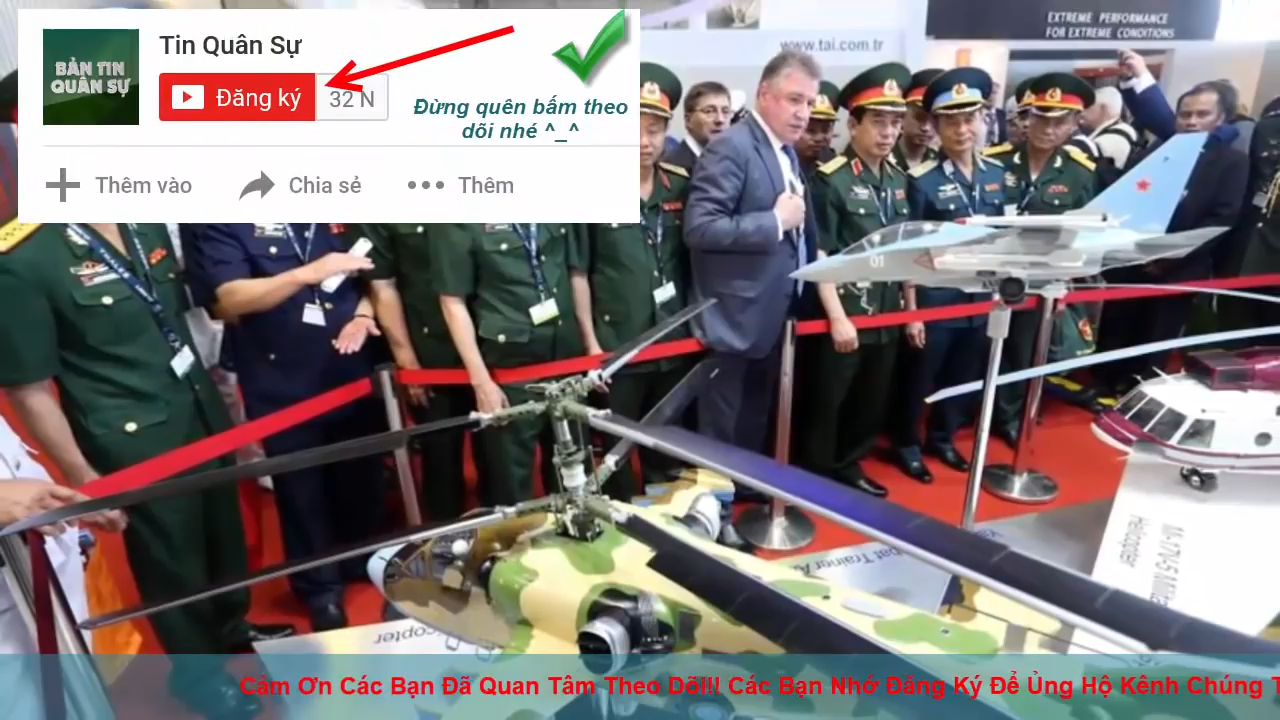 EXTREME PERFORMANCE
FOR EXTREME CONDITIONS
www.tai.com.tr
Tin Quân Sự
BẢN TIN
QUÂN SỰ
Đăng ký
32 N
Đừng quên bấm theo
dõi nhé ^_^
Thêm vào
Chia sẻ
Thêm
01
Helicopter
Cảm Ơn Các Bạn Đã Quan Tâm Theo Dõi!!! Các Bạn Nhớ Đăng Ký Để Ủng Hộ Kênh Chúng T